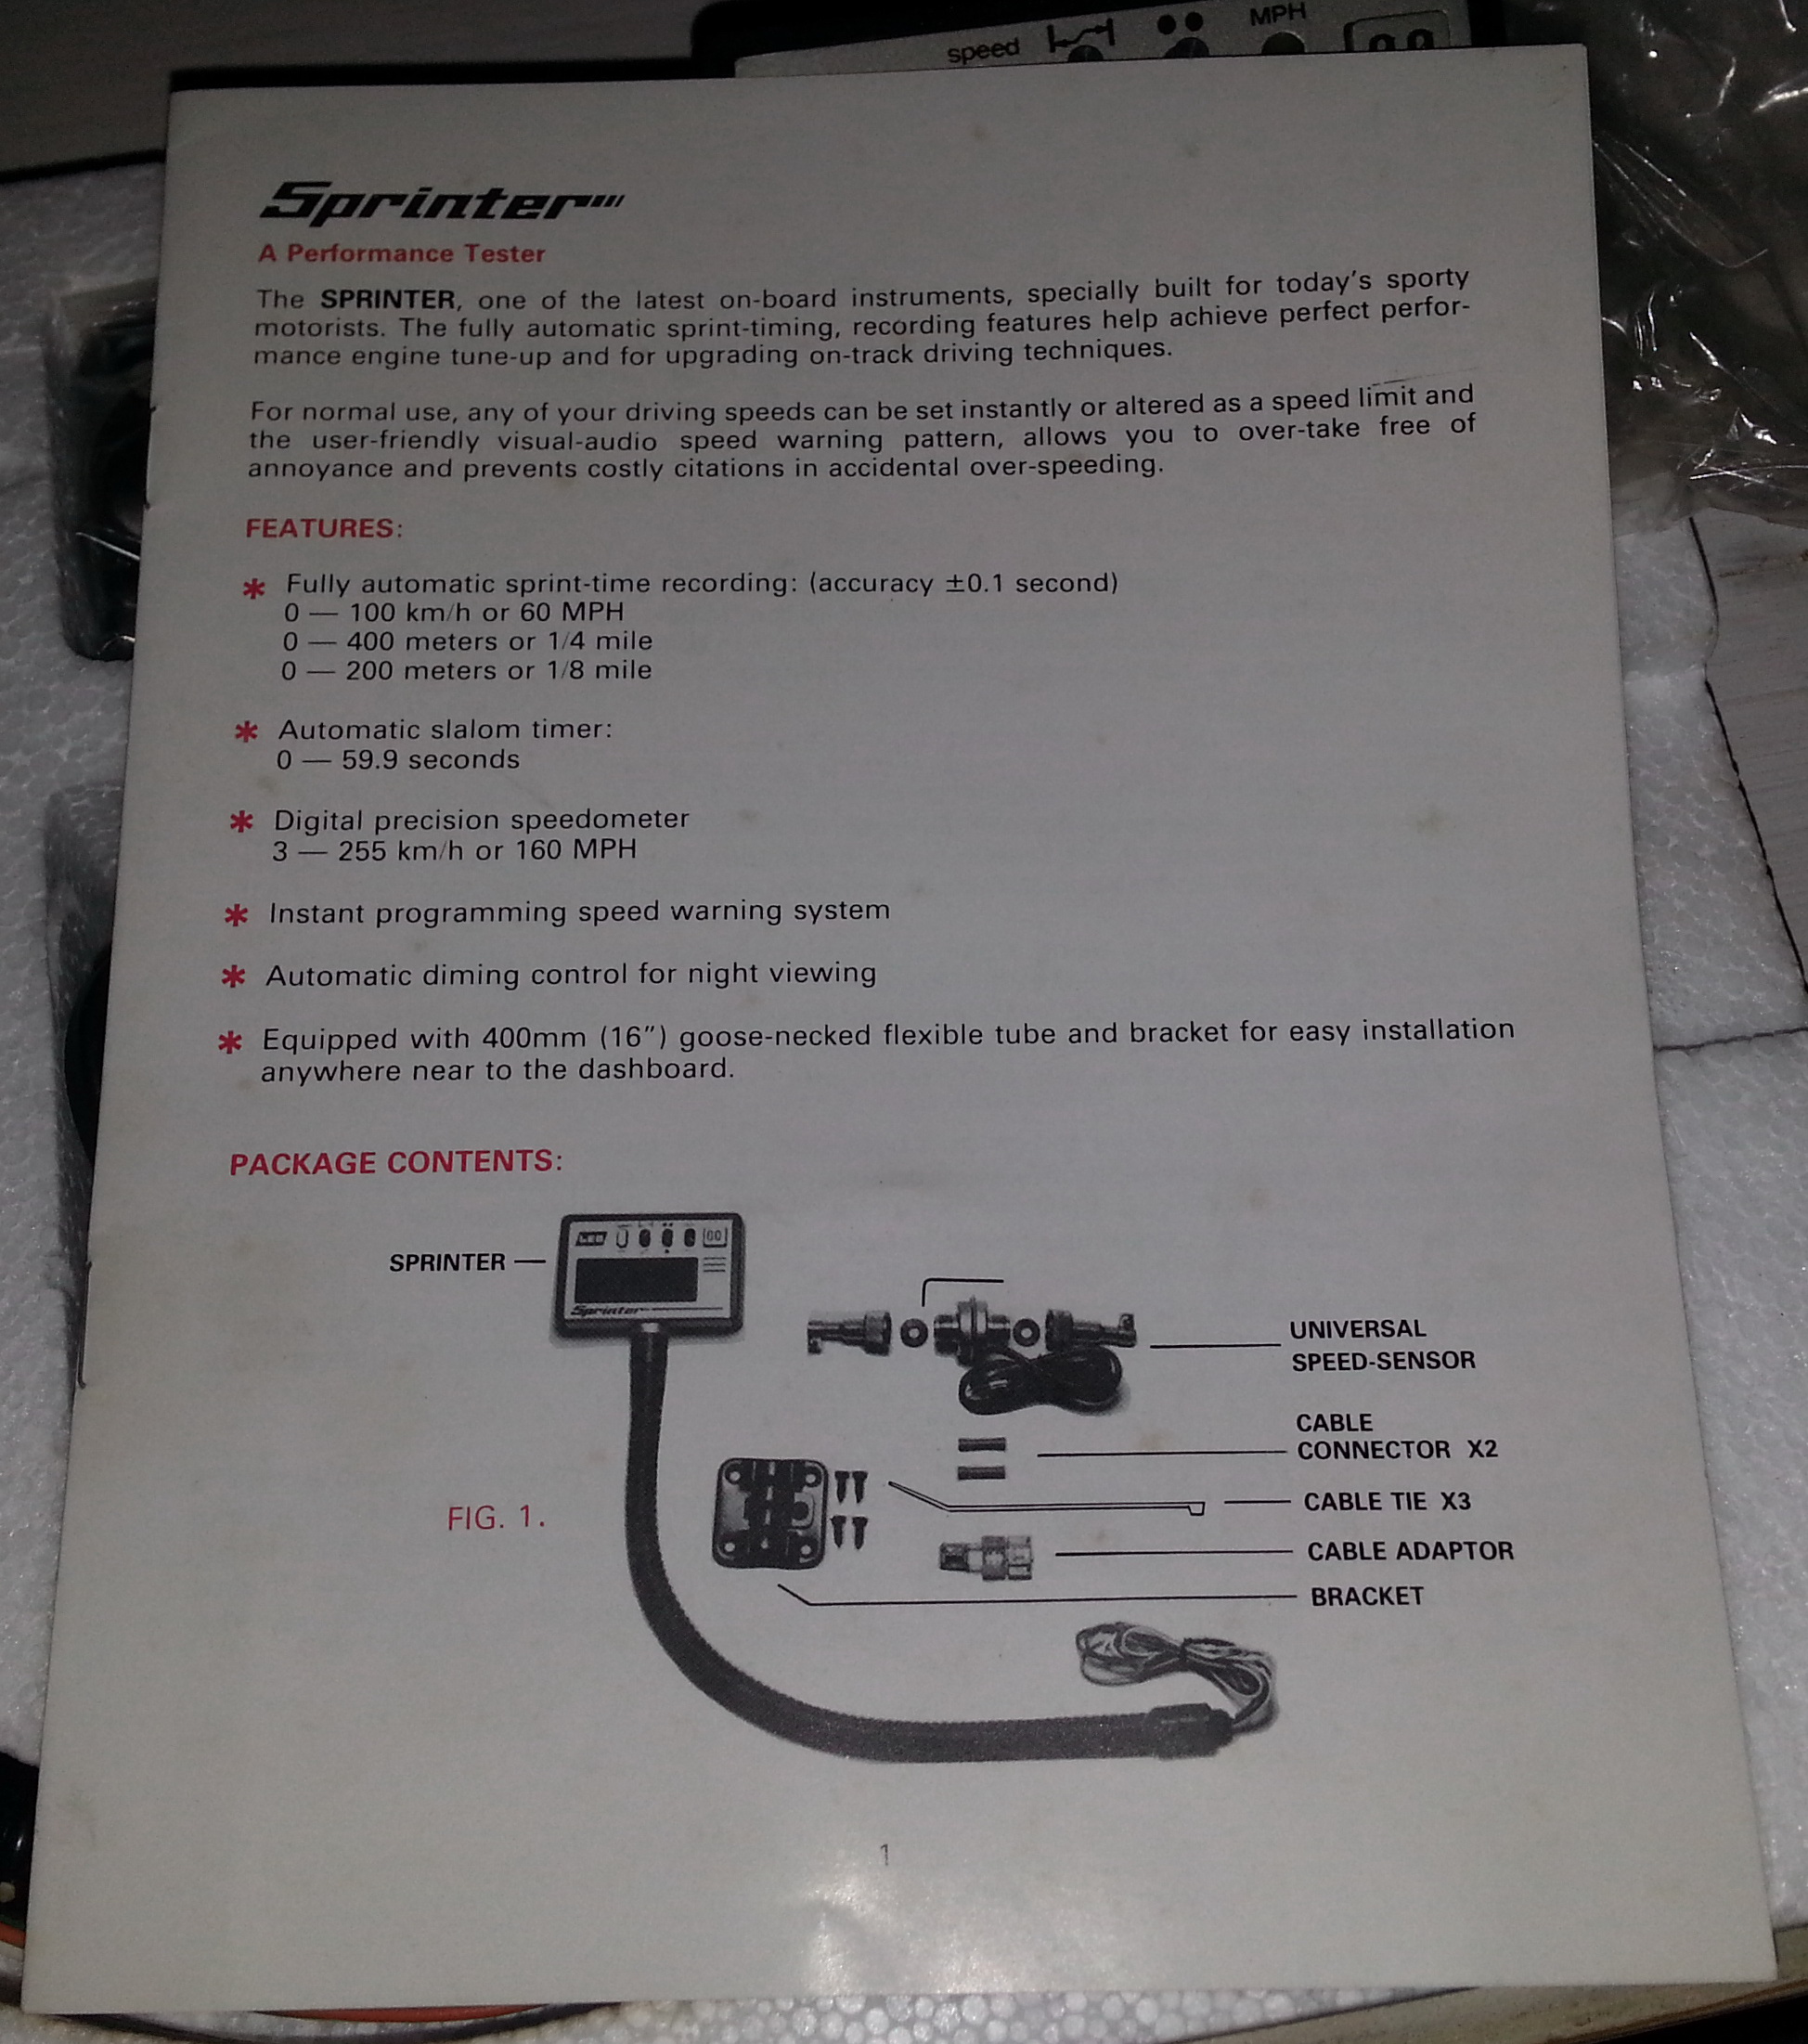 speed MPH
Sprinter
A Performance Tester
The SPRINTER, one of the latest on-board instruments, specially built for today's sporty
motorists. The fully automatic sprint-timing, recording features help achieve perfect perfor-
mance engine tune-up and for upgrading on-track driving techniques.
For normal use, any of your driving speeds can be set instantly or altered as a speed limit and
the user-friendly visual-audio speed warning pattern, allows you to over-take free of
annoyance and prevents costly citations in accidental over-speeding.
FEATURES:
* Fully automatic sprint-time recording: (accuracy ±0.1 second)
0 — 100 km/h or 60 MPH
0 — 400 meters or 1/4 mile
0 — 200 meters or 1/8 mile
* Automatic slalom timer:
0 — 59.9 seconds
* Digital precision speedometer
3 — 255 km/h or 160 MPH
* Instant programming speed warning system
* Automatic diming control for night viewing
* Equipped with 400mm (16") goose-necked flexible tube and bracket for easy installation
anywhere near to the dashboard.
PACKAGE CONTENTS:
SPRINTER
Sprinter
UNIVERSAL
SPEED-SENSOR
CABLE
CONNECTOR X2
CABLE TIE X3
FIG. 1.
CABLE ADAPTOR
BRACKET
1